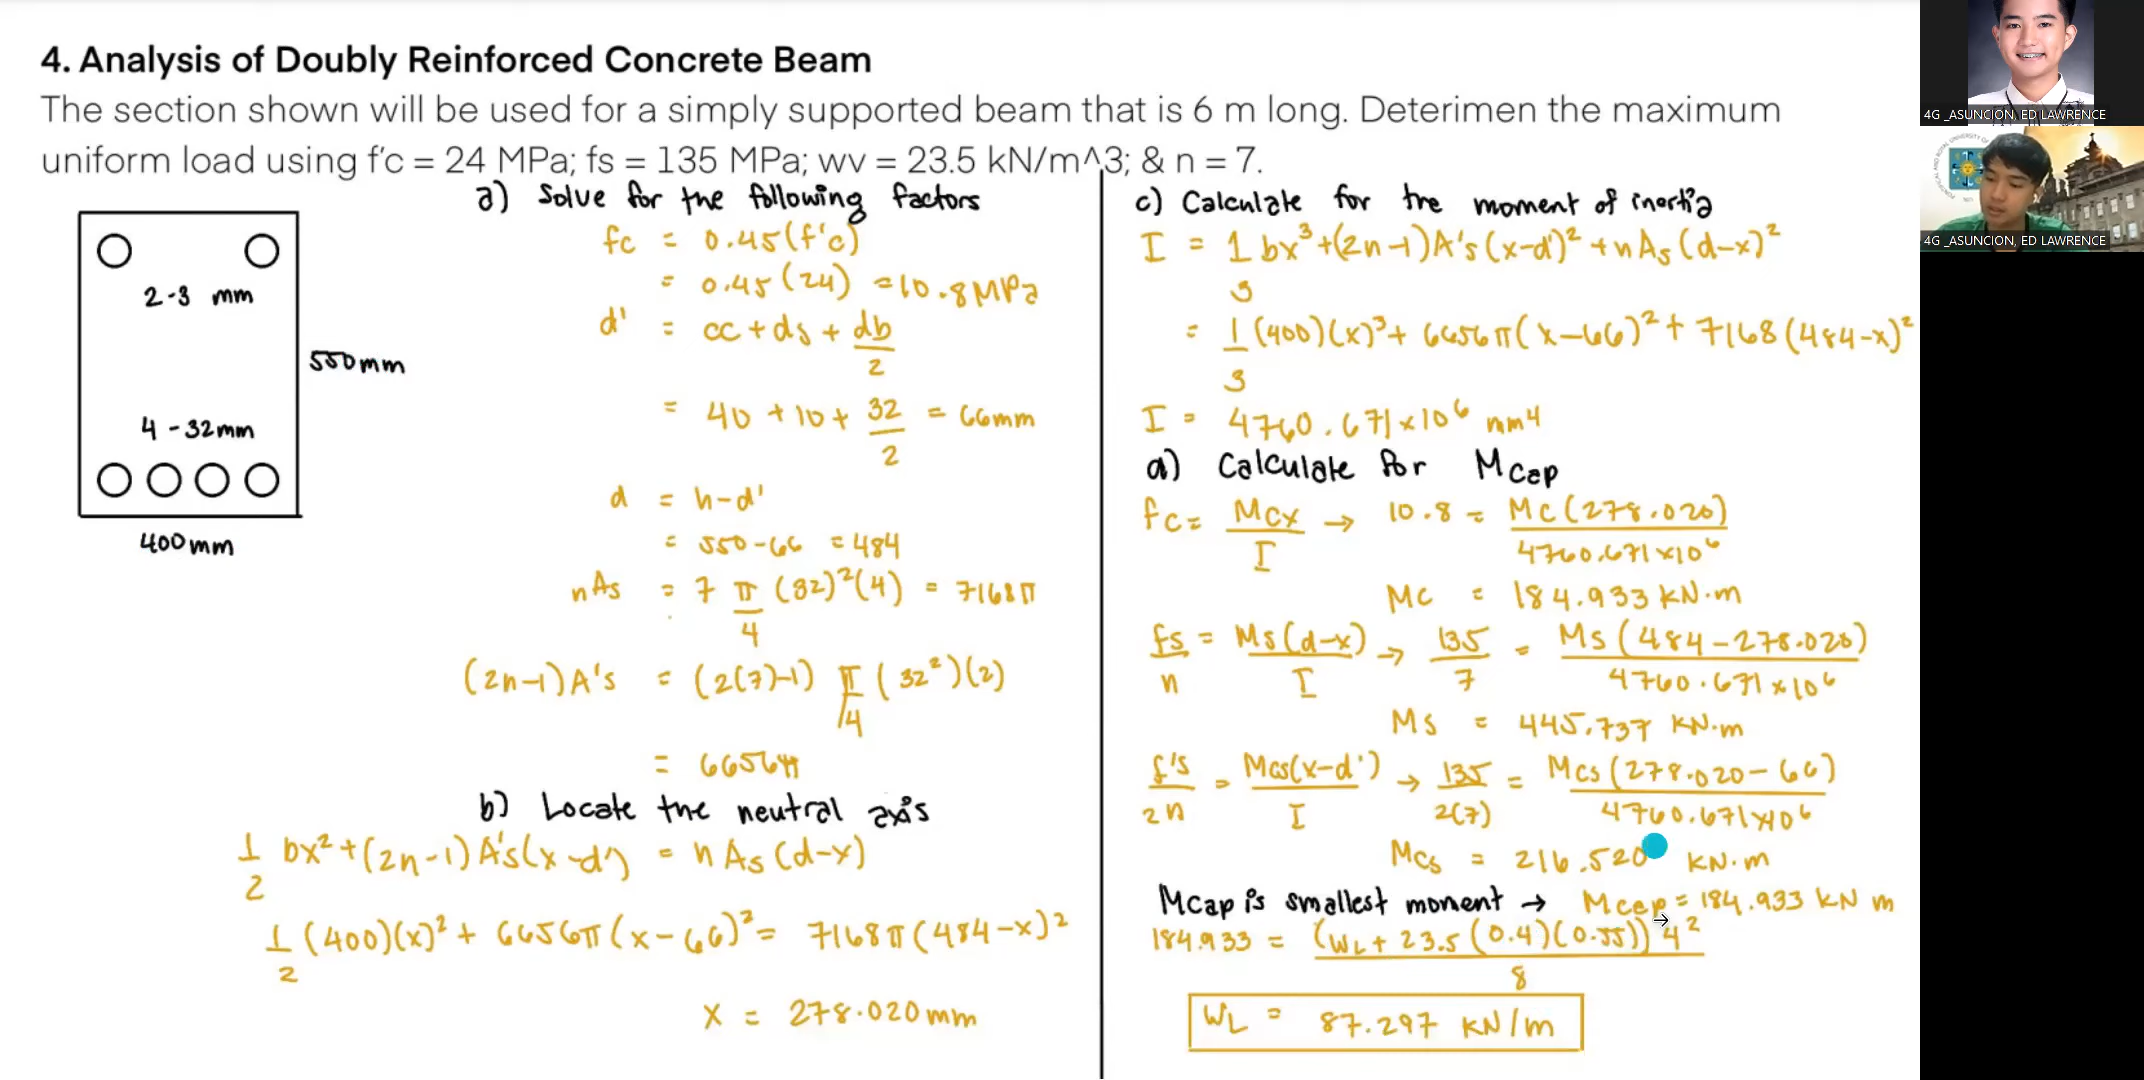 4. Analysis of Doubly Reinforced Concrete Beam
The section shown will be used for a simply supported beam that is 6 m long. Deterimen the maximum
uniform load using f'c = 24 MPa; fs = 135 MPa; wv = 23.5 kN/m^3; & n = 7.
2-3 mm
550mm
4 - 32mm
400mm
a) Solve for the following factors
fc = 0.45(f'c)
= 0.45 (24) = 10.8 MPa
d' = cc + ds + db/2
= 40 + 10 + 32/2 = 66mm
d = h - d'
= 550 - 66 = 484
nAs = 7 π/4 (32)²(4) = 7168π
(2n-1)A's = (2(7)-1) π/4 (32²)(2)
= 6656π
b) Locate the neutral axis
1/2 bx² + (2n-1)A's(x-d') = nAs(d-x)
1/2 (400)(x)² + 6656π(x-66)² = 7168π(484-x)²
x = 278.020mm
c) Calculate for the moment of inertia
I = 1/3 bx³ + (2n-1)A's(x-d')² + nAs(d-x)²
= 1/3 (400)(x)³ + 6656π(x-66)² + 7168(484-x)²
I = 4760.671x10⁶ mm4
a) Calculate for Mcap
fc = Mcx/I → 10.8 = Mc(278.020)/4760.671x10⁶
Mc = 184.933 kN·m
fs/n = Ms(d-x)/I → 135/7 = Ms(484-278.020)/4760.671x10⁶
Ms = 445.737 kN·m
f's/2n = Mcs(x-d')/I → 135/2(7) = Mcs(278.020-66)/4760.671x10⁶
Mcs = 216.520 kN·m
Mcap is smallest moment → Mcap = 184.933 kN m
184.933 = (WL + 23.5(0.4)(0.55))4²/8
WL = 87.297 kN/m
4G _ASUNCION, ED LAWRENCE
4G _ASUNCION, ED LAWRENCE